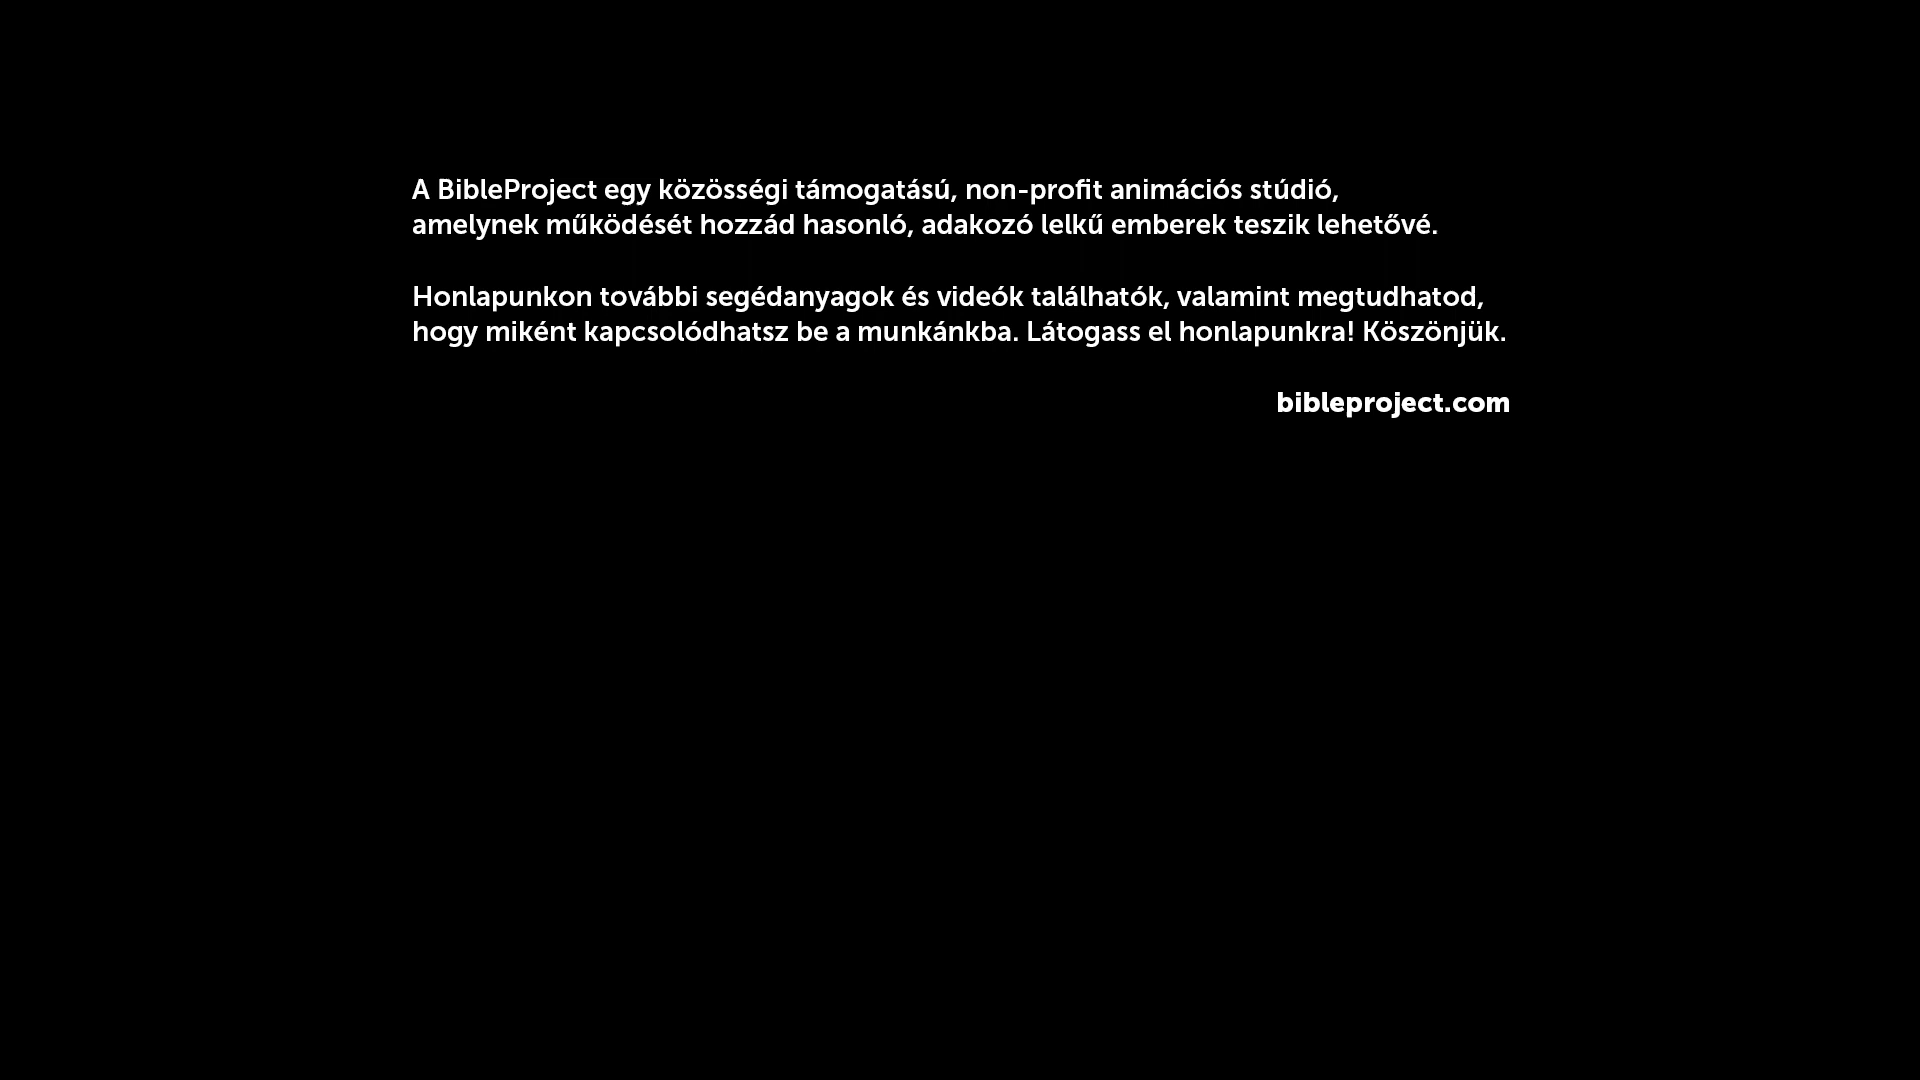 A BibleProject egy közösségi támogatású, non-profit animációs stúdió,
amelynek működését hozzád hasonló, adakozó lelkű emberek teszik lehetővé.
Honlapunkon további segédanyagok és videók találhatók, valamint megtudhatod,
hogy miként kapcsolódhatsz be a munkánkba. Látogass el honlapunkra! Köszönjük.
bibleproject.com